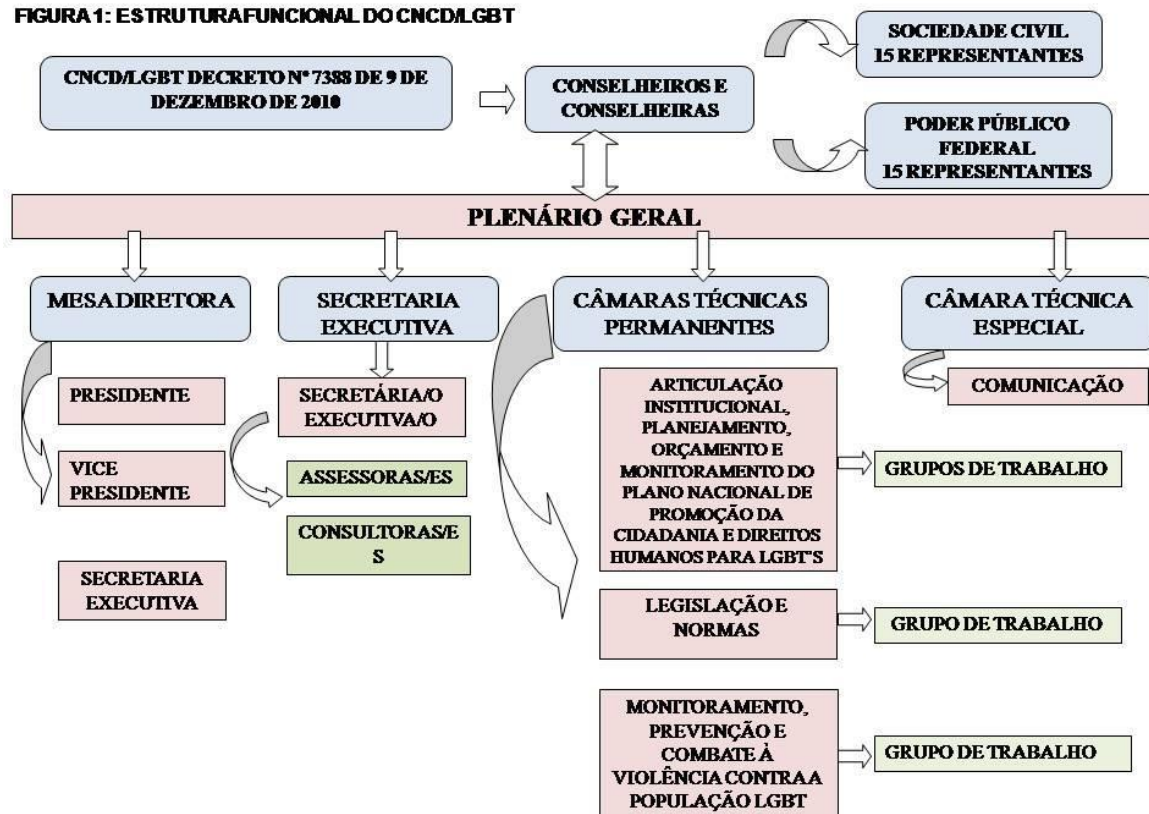 FIGURA 1: ESTRUTURA FUNCIONAL DO CNCD/LGBT
CNCD/LGBT DECRETO Nº 7388 DE 9 DE
DEZEMBRO DE 2010
CONSELHEIROS E
CONSELHEIRAS
SOCIEDADE CIVIL
15 REPRESENTANTES
PODER PÚBLICO
FEDERAL
15 REPRESENTANTES
PLENÁRIO GERAL
MESA DIRETORA
PRESIDENTE
VICE
PRESIDENTE
SECRETARIA
EXECUTIVA
SECRETARIA
EXECUTIVA
SECRETÁRIA/O
EXECUTIVA/O
ASSESSORAS/ES
CONSULTORAS/E
S
CÂMARAS TÉCNICAS
PERMANENTES
ARTICULAÇÃO
INSTITUCIONAL,
PLANEJAMENTO,
ORÇAMENTO E
MONITORAMENTO DO
PLANO NACIONAL DE
PROMOÇÃO DA
CIDADANIA E DIREITOS
HUMANOS PARA LGBT'S
GRUPOS DE TRABALHO
LEGISLAÇÃO E
NORMAS
GRUPO DE TRABALHO
MONITORAMENTO,
PREVENÇÃO E
COMBATE À
VIOLÊNCIA CONTRA A
POPULAÇÃO LGBT
GRUPO DE TRABALHO
CÂMARA TÉCNICA
ESPECIAL
COMUNICAÇÃO